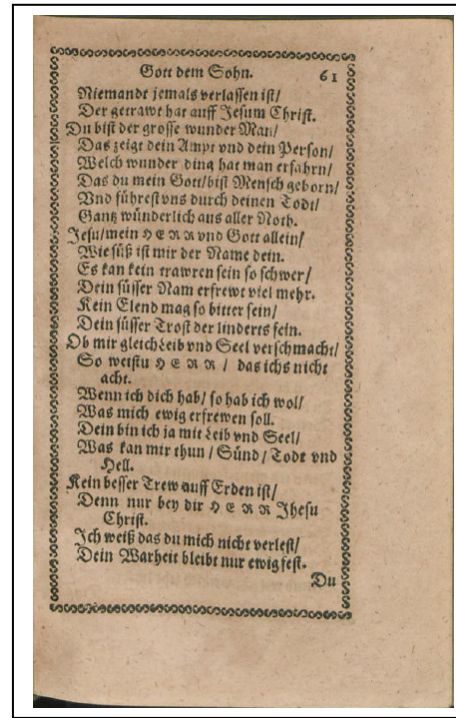 Gott dem Sohn. 61
Niemandt jemals verlassen ist/
Der getrawt hat auff Jesum Christ.
Du bist der grosse wunder Man/
Das zeigt dein Ampt vnd dein Person/
Welch wunder ding hat man erfahrn/
Das du mein Gott/bist Mensch geborn/
Vnd führest vns durch deinen Todt/
Gantz wünderlich aus aller Noth.
Jesu/mein HERR vnd Gott allein/
Wie süß ist mir der Name dein.
Es kan kein trawren sein so schwer/
Dein süsser Nam erfrewt viel mehr.
Kein Elend mag so bitter sein/
Dein süsser Trost der linderts fein.
Ob mir gleich Leib vnd Seel verschmacht/
So weistu HERR / das ichs nicht
acht.
Wenn ich dich hab/ so hab ich wol/
Was mich ewig erfrewen soll.
Dein bin ich ja mit Leib vnd Seel/
Was kan mir thun / Sünd / Todt vnd
Hell.
Kein besser Trew auff Erden ist/
Denn nur bey dir HERR Jhesu
Christ.
Ich weiß das du mich nicht verlest/
Dein Warheit bleibt nur ewig fest.
Du